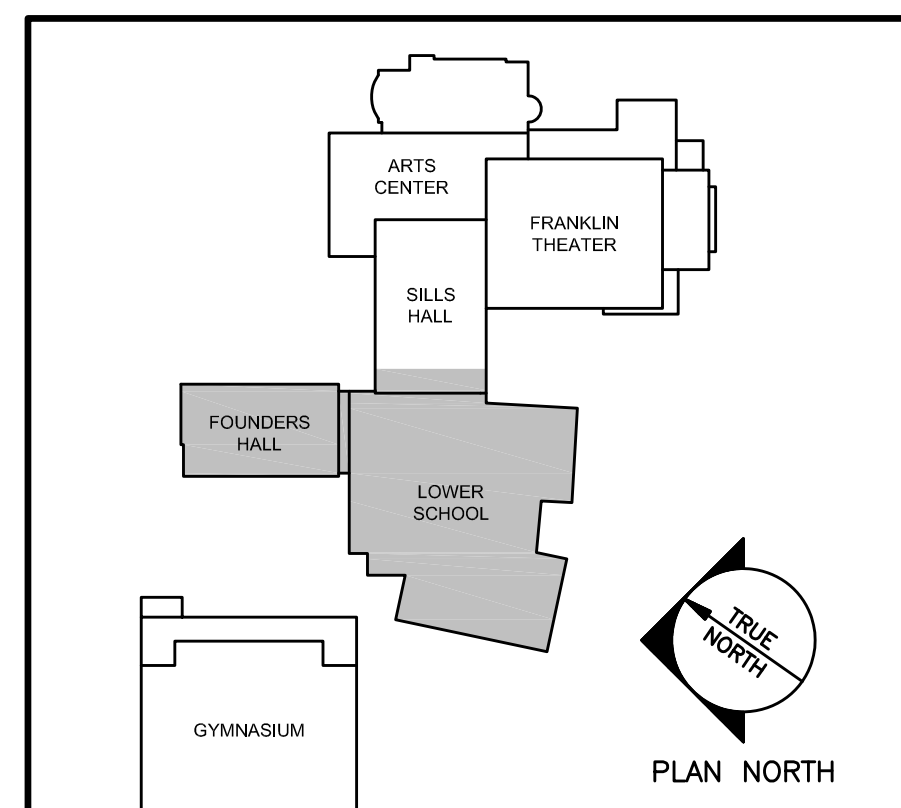 ARTS
CENTER
FRANKLIN
THEATER
SILLS
HALL
FOUNDERS
HALL
LOWER
SCHOOL
TRUE
NORTH
GYMNASIUM
PLAN NORTH